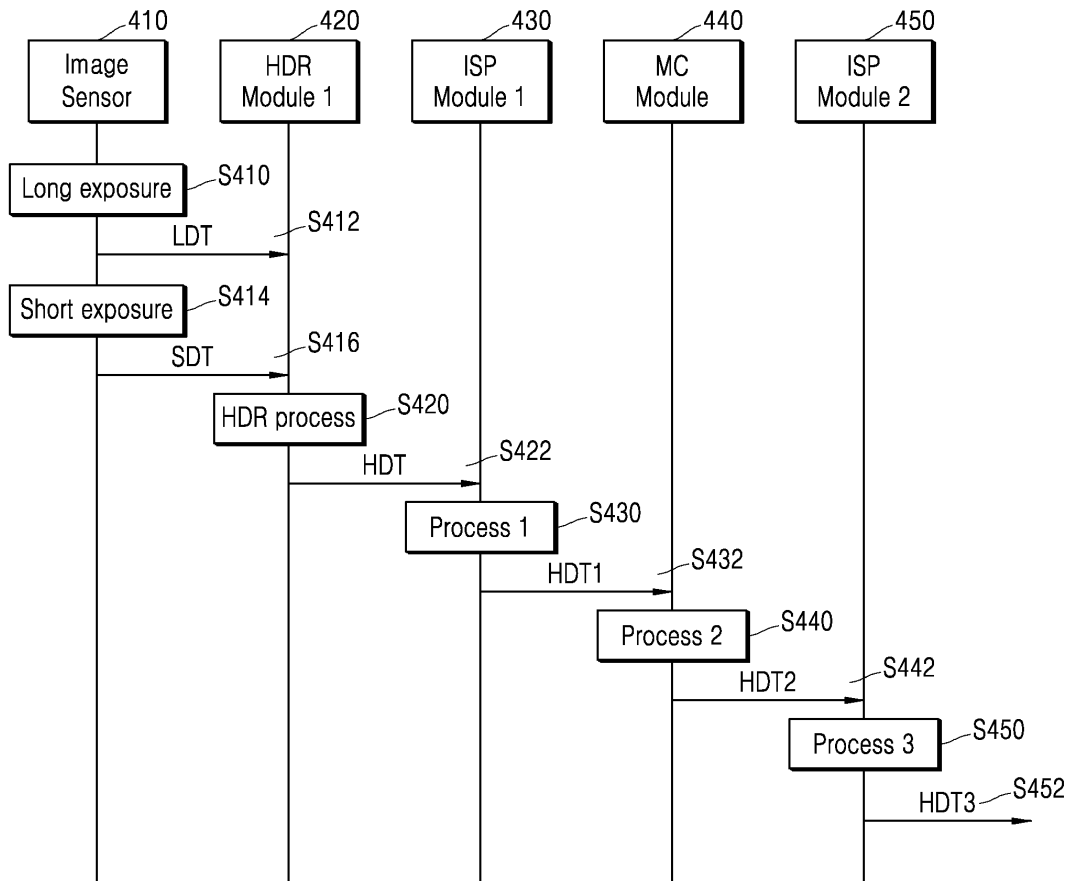 410
420
430
440
450
Image
Sensor
HDR
Module 1
ISP
Module 1
MC
Module
ISP
Module 2
Long exposure
S410
LDT
S412
Short exposure
S414
SDT
S416
HDR process
S420
HDT
S422
Process 1
S430
HDT1
S432
Process 2
S440
HDT2
S442
Process 3
S450
HDT3
S452